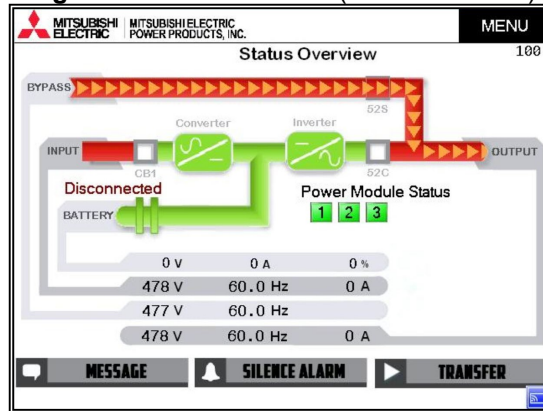 MITSUBISHI ELECTRIC MITSUBISHI ELECTRIC POWER PRODUCTS, INC. MENU
Status Overview 100
BYPASS
52S
Converter Inverter
INPUT OUTPUT
CB1 52C
Disconnected Power Module Status
BATTERY 1 2 3
0 V 0 A 0 %
478 V 60.0 Hz 0 A
477 V 60.0 Hz
478 V 60.0 Hz 0 A
MESSAGE SILENCE ALARM TRANSFER